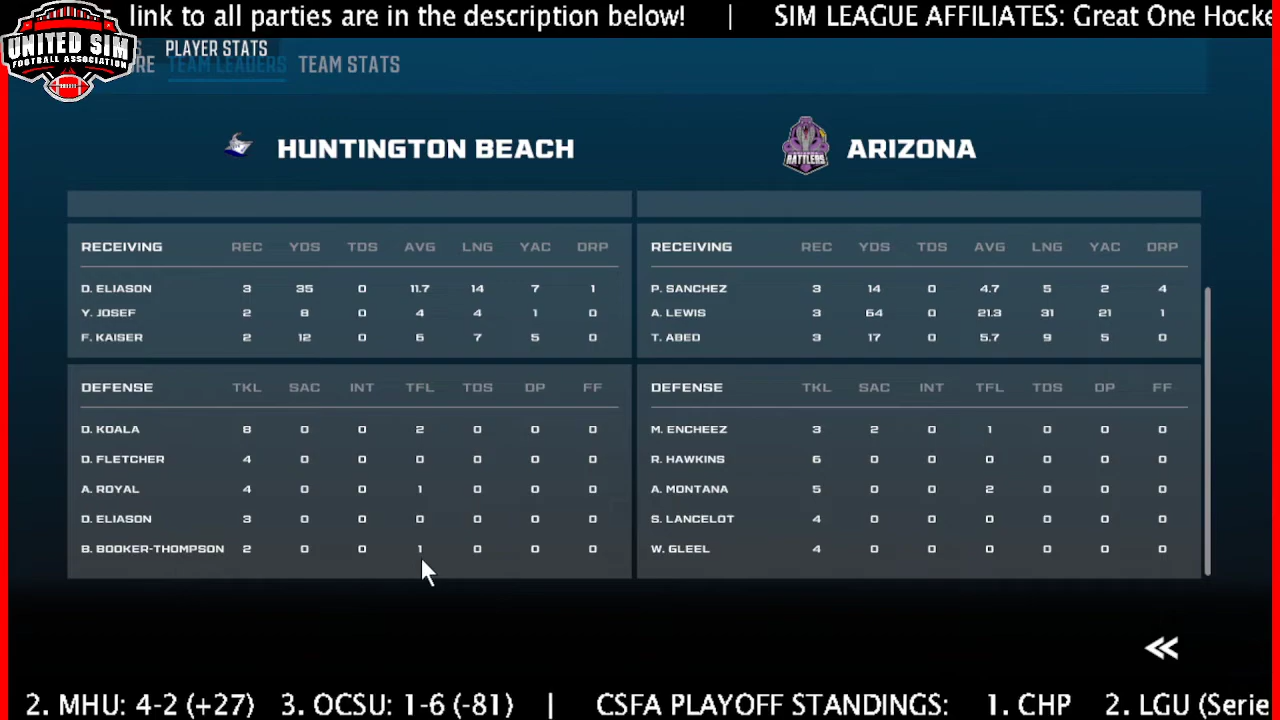 link to all parties are in the description below! | SIM LEAGUE AFFILIATES: Great One Hocke
UNITED SIM
FOOTBALL ASSOCIATION
PLAYER STATS
RE TEAM LEADERS TEAM STATS
HUNTINGTON BEACH
RATTLERS
ARIZONA
RECEIVING REC YDS TDS AVG LNG YAC DRP
D. ELIASON 3 35 0 11.7 14 7 1
Y. JOSEF 2 8 0 4 4 1 0
F. KAISER 2 12 0 6 7 5 0
RECEIVING REC YDS TDS AVG LNG YAC DRP
P. SANCHEZ 3 14 0 4.7 5 2 4
A. LEWIS 3 64 0 21.3 31 21 1
T. ABED 3 17 0 5.7 9 5 0
DEFENSE TKL SAC INT TFL TDS DP FF
D. KOALA 8 0 0 2 0 0 0
D. FLETCHER 4 0 0 0 0 0 0
A. ROYAL 4 0 0 1 0 0 0
D. ELIASON 3 0 0 0 0 0 0
B. BOOKER-THOMPSON 2 0 0 1 0 0 0
DEFENSE TKL SAC INT TFL TDS DP FF
M. ENCHEEZ 3 2 0 1 0 0 0
R. HAWKINS 6 0 0 0 0 0 0
A. MONTANA 5 0 0 2 0 0 0
S. LANCELOT 4 0 0 0 0 0 0
W. GLEEL 4 0 0 0 0 0 0
2. MHU: 4-2 (+27) 3. OCSU: 1-6 (-81) | CSFA PLAYOFF STANDINGS: 1. CHP 2. LGU (Serie